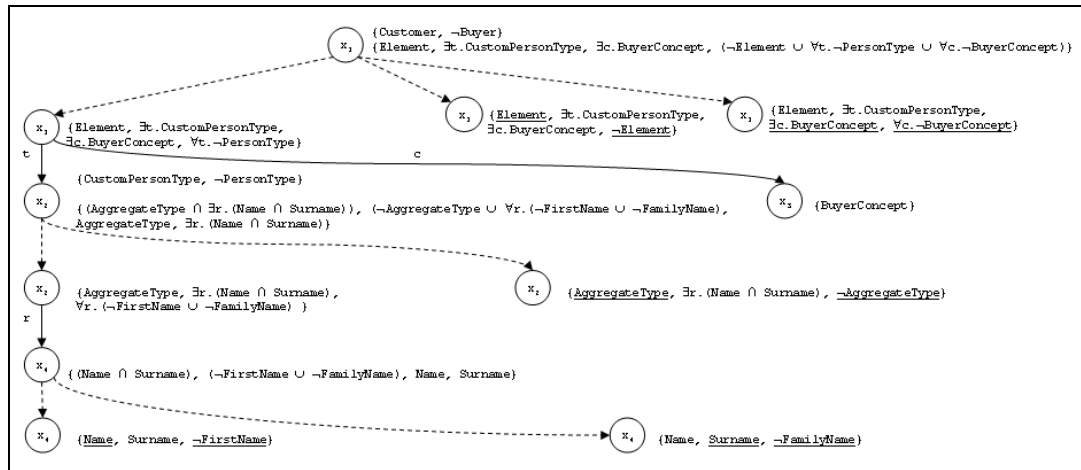 x₁
{Customer, ¬Buyer}
{Element, ∃t.CustomPersonType, ∃c.BuyerConcept, (¬Element ∪ ∀t.¬PersonType ∪ ∀c.¬BuyerConcept)}
x₁
{Element, ∃t.CustomPersonType,
∃c.BuyerConcept, ∀t.¬PersonType}
x₁
{Element, ∃t.CustomPersonType,
∃c.BuyerConcept, ¬Element}
x₁
{Element, ∃t.CustomPersonType,
∃c.BuyerConcept, ∀c.¬BuyerConcept}
t
c
x₂
{CustomPersonType, ¬PersonType}
{(AggregateType ∩ ∃r.(Name ∩ Surname)), (¬AggregateType ∪ ∀r.(¬FirstName ∪ ¬FamilyName),
AggregateType, ∃r.(Name ∩ Surname)}
x₃
{BuyerConcept}
x₂
{AggregateType, ∃r.(Name ∩ Surname),
∀r.(¬FirstName ∪ ¬FamilyName) }
x₂
{AggregateType, ∃r.(Name ∩ Surname), ¬AggregateType}
r
x₄
{(Name ∩ Surname), (¬FirstName ∪ ¬FamilyName), Name, Surname}
x₄
{Name, Surname, ¬FirstName}
x₄
{Name, Surname, ¬FamilyName}